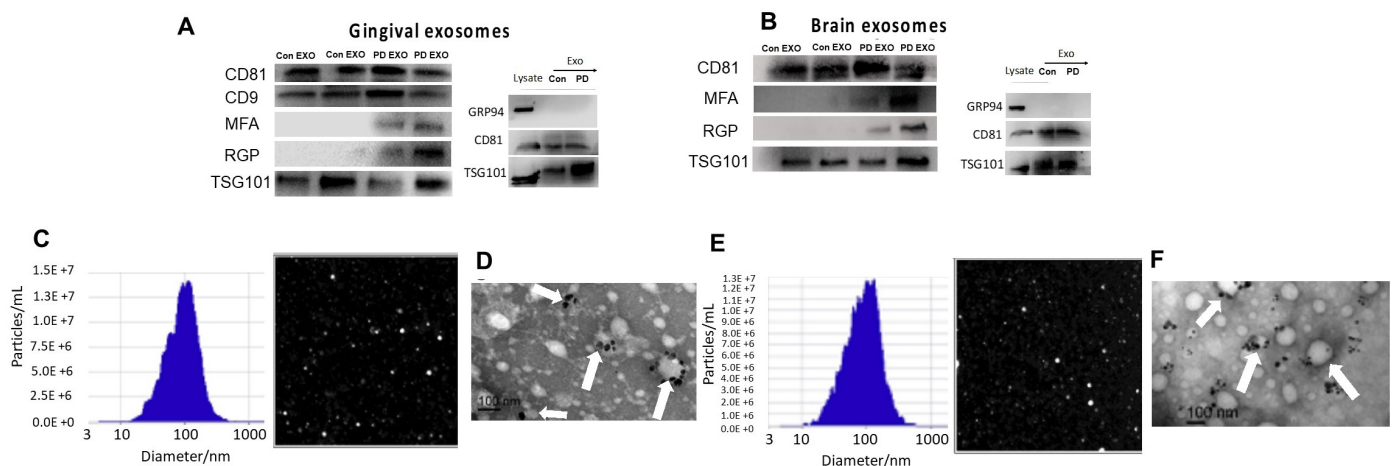 A
Gingival exosomes
Con EXO Con EXO PD EXO PD EXO
CD81
CD9
MFA
RGP
TSG101
Exo
Lysate Con PD
GRP94
CD81
TSG101
B
Brain exosomes
Con EXO Con EXO PD EXO PD EXO
CD81
MFA
RGP
TSG101
Exo
Lysate Con PD
GRP94
CD81
TSG101
C
Particles/mL
1.5E +7
1.3E +7
1.0E +7
7.5E +6
5.0E +6
2.5E +6
0.0E +0
3 10 100 1000
Diameter/nm
D
100 nm
E
Particles/mL
1.3E +7
1.2E +7
1.1E +7
1.0E +7
9.0E +6
8.0E +6
7.0E +6
6.0E +6
5.0E +6
4.0E +6
3.0E +6
2.0E +6
1.0E +6
0.0E +0
3 10 100 1000
Diameter/nm
F
100 nm